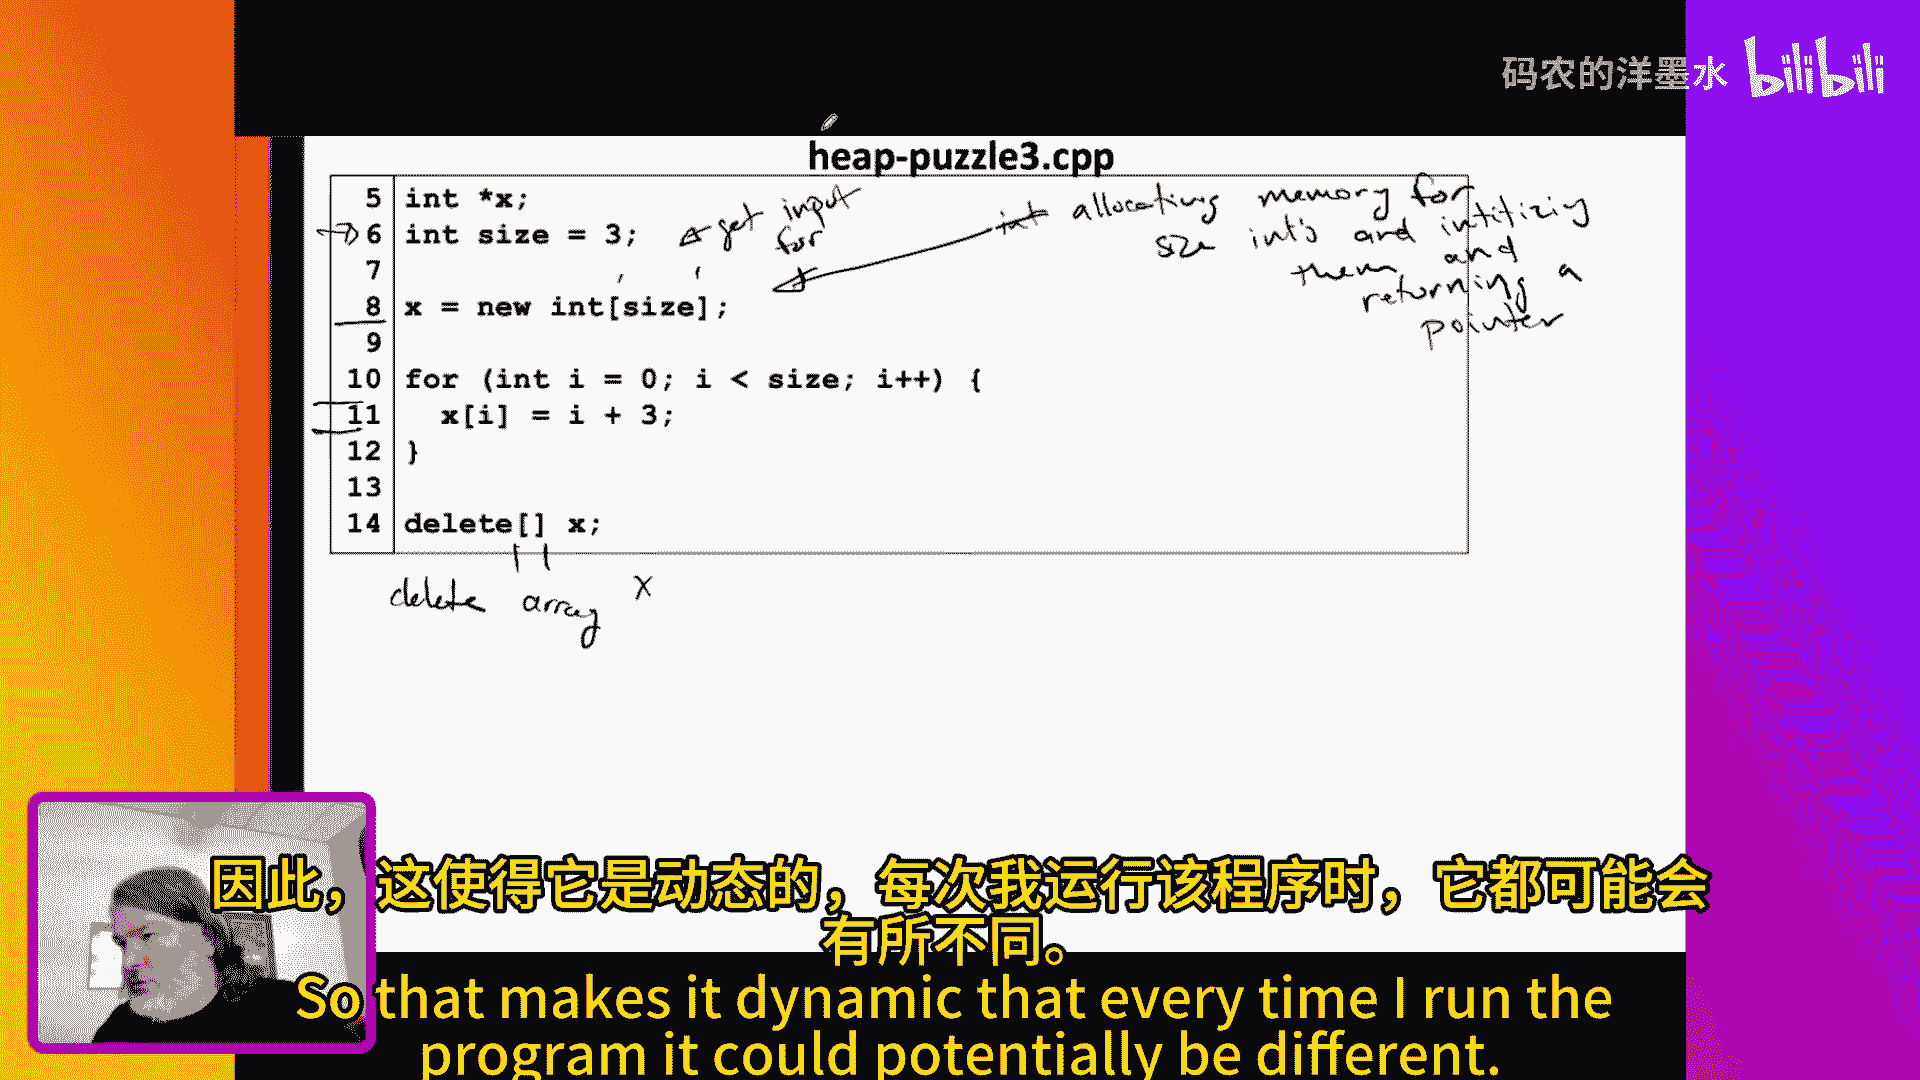 码农的洋墨水 bilibili
heap-puzzle3.cpp
5 int *x;
6 int size = 3;
7
8 x = new int[size];
9
10 for (int i = 0; i < size; i++) {
11 x[i] = i + 3;
12 }
13
14 delete[] x;
get input
for
int allocating memory for
size int's and intitiziy
them and
returning a
pointer
delete array x
因此，这使得它是动态的，每次我运行该程序时，它都可能会
有所不同。
So that makes it dynamic that every time I run the
program it could potentially be different.